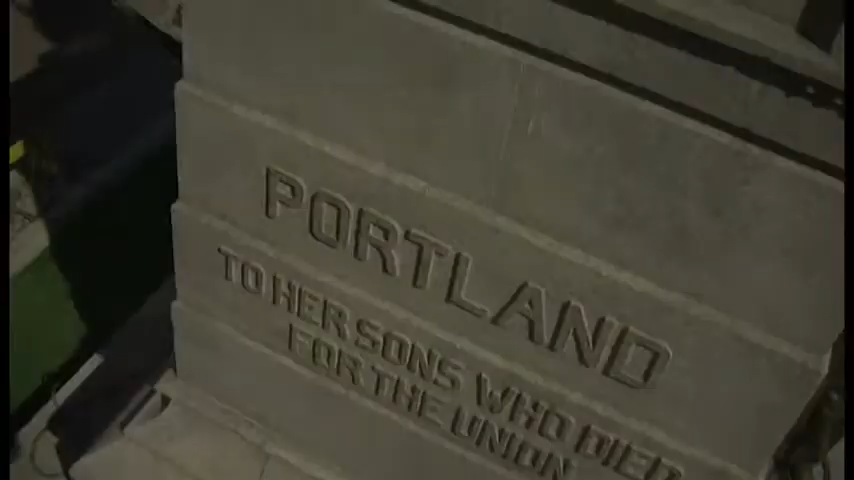 PORTLAND
TO HER SONS WHO DIED
FOR THE UNION